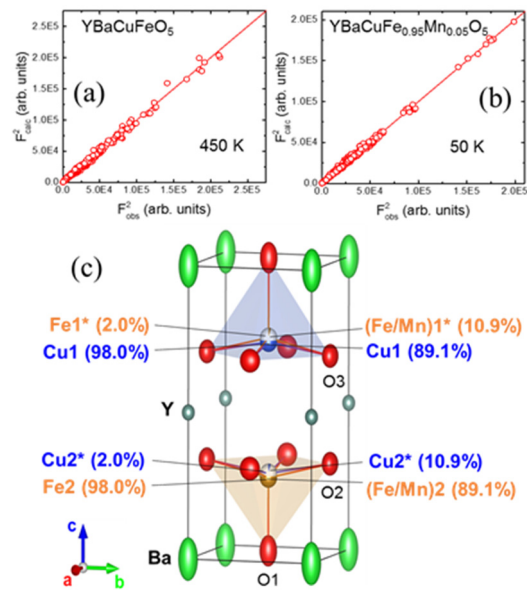 YBaCuFeO5
(a)
450 K
F²calc (arb. units)
2.5E5
2.0E5
1.5E5
1.0E5
5.0E4
0.0
0.0 5.0E4 1.0E5 1.5E5 2.0E5 2.5E5
F²obs (arb. units)
YBaCuFe0.95Mn0.05O5
(b)
50 K
F²calc (arb. units)
2.0E5
1.5E5
1.0E5
5.0E4
0.0
0.0 5.0E4 1.0E5 1.5E5 2.0E5
F²obs (arb. units)
(c)
Fe1* (2.0%)
(Fe/Mn)1* (10.9%)
Cu1 (98.0%)
Cu1 (89.1%)
O3
Y
Cu2* (2.0%)
Cu2* (10.9%)
Fe2 (98.0%)
O2
(Fe/Mn)2 (89.1%)
c
a
b
Ba
O1